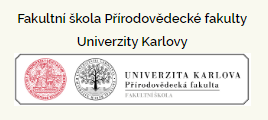 Fakultní škola Přírodovědecké fakulty
Univerzity Karlovy
UNIVERZITA KARLOVA
Přírodovědecká fakulta
FAKULTNÍ ŠKOLA